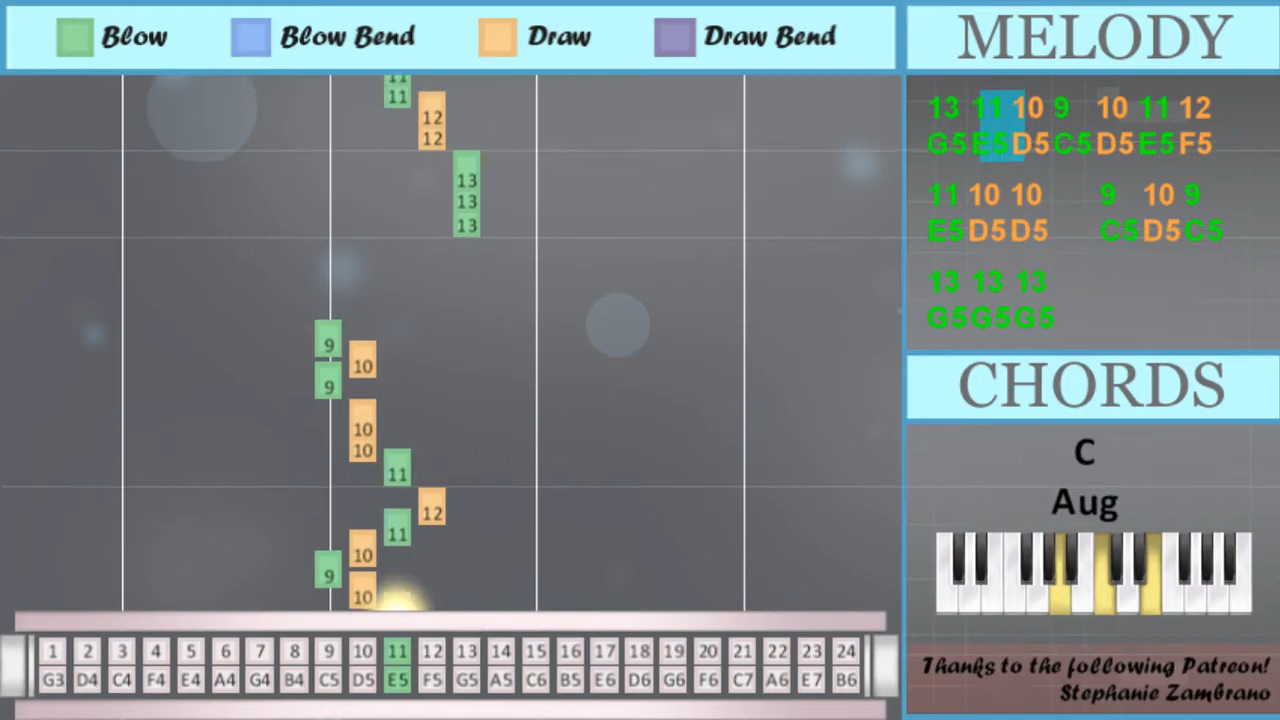 Blow Blow Bend Draw Draw Bend
MELODY
13 11 10 9 10 11 12
G5 E5 D5 C5 D5 E5 F5
11 10 10 9 10 9
E5 D5 D5 C5 D5 C5
13 13 13
G5 G5 G5
CHORDS
C
Aug
Thanks to the following Patreon!
Stephanie Zambrano
11
11
12
12
13
13
13
9
10
9
10
10
11
12
11
10
9
10
1 2 3 4 5 6 7 8 9 10 11 12 13 14 15 16 17 18 19 20 21 22 23 24
G3 D4 C4 F4 E4 A4 G4 B4 C5 D5 E5 F5 G5 A5 C6 B5 E6 D6 G6 F6 C7 A6 E7 B6